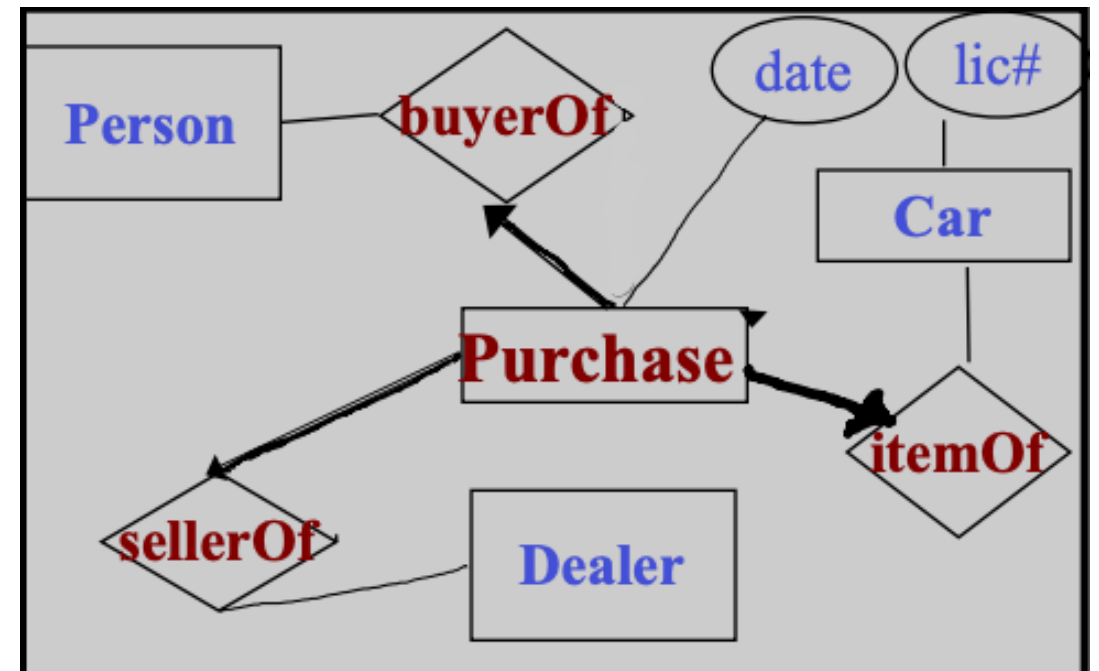 date
lic#
Person
buyerOf
Car
Purchase
itemOf
sellerOf
Dealer